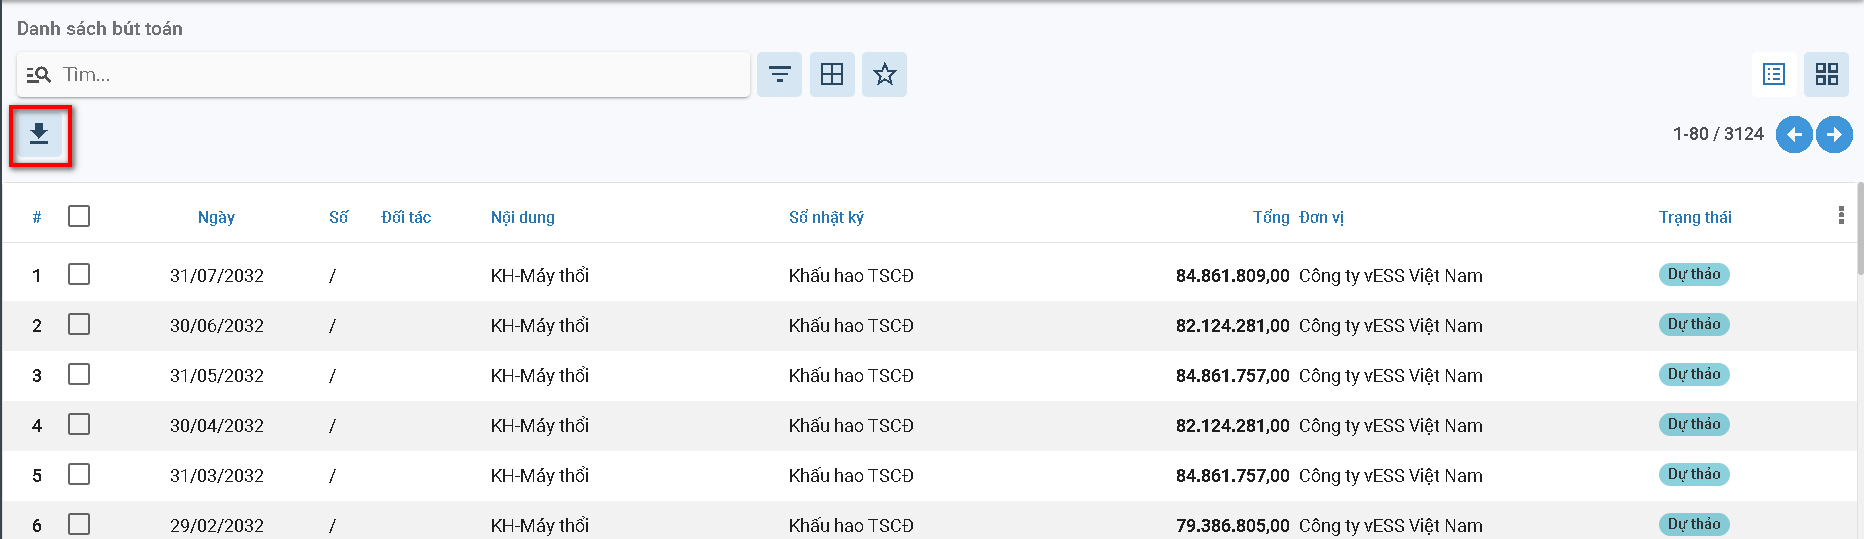 Danh sách bút toán
Tìm...
1-80 / 3124
# Ngày Số Đối tác Nội dung Sổ nhật ký Tổng Đơn vị Trạng thái
1 31/07/2032 / KH-Máy thổi Khấu hao TSCĐ 84.861.809,00 Công ty vESS Việt Nam Dự thảo
2 30/06/2032 / KH-Máy thổi Khấu hao TSCĐ 82.124.281,00 Công ty vESS Việt Nam Dự thảo
3 31/05/2032 / KH-Máy thổi Khấu hao TSCĐ 84.861.757,00 Công ty vESS Việt Nam Dự thảo
4 30/04/2032 / KH-Máy thổi Khấu hao TSCĐ 82.124.281,00 Công ty vESS Việt Nam Dự thảo
5 31/03/2032 / KH-Máy thổi Khấu hao TSCĐ 84.861.757,00 Công ty vESS Việt Nam Dự thảo
6 29/02/2032 / KH-Máy thổi Khấu hao TSCĐ 79.386.805,00 Công ty vESS Việt Nam Dự thảo